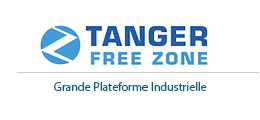 TANGER
FREE ZONE
Grande Plateforme Industrielle